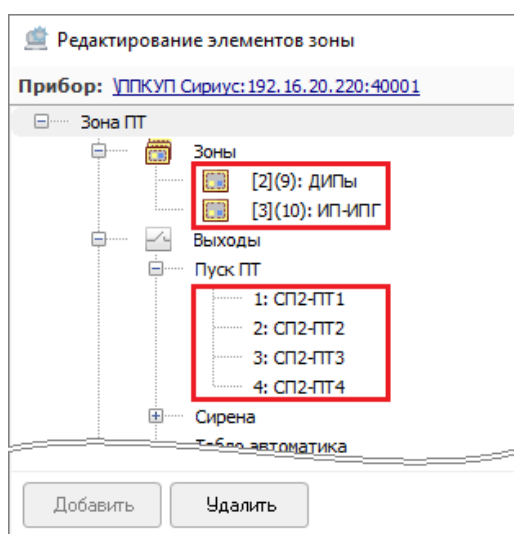 Редактирование элементов зоны
Прибор: \ППКУП Сириус:192.16.20.220:40001
Зона ПТ
Зоны
[2](9): ДИПы
[3](10): ИП-ИПГ
Выходы
Пуск ПТ
1: СП2-ПТ1
2: СП2-ПТ2
3: СП2-ПТ3
4: СП2-ПТ4
Сирена
Табло автоматика
Добавить Удалить